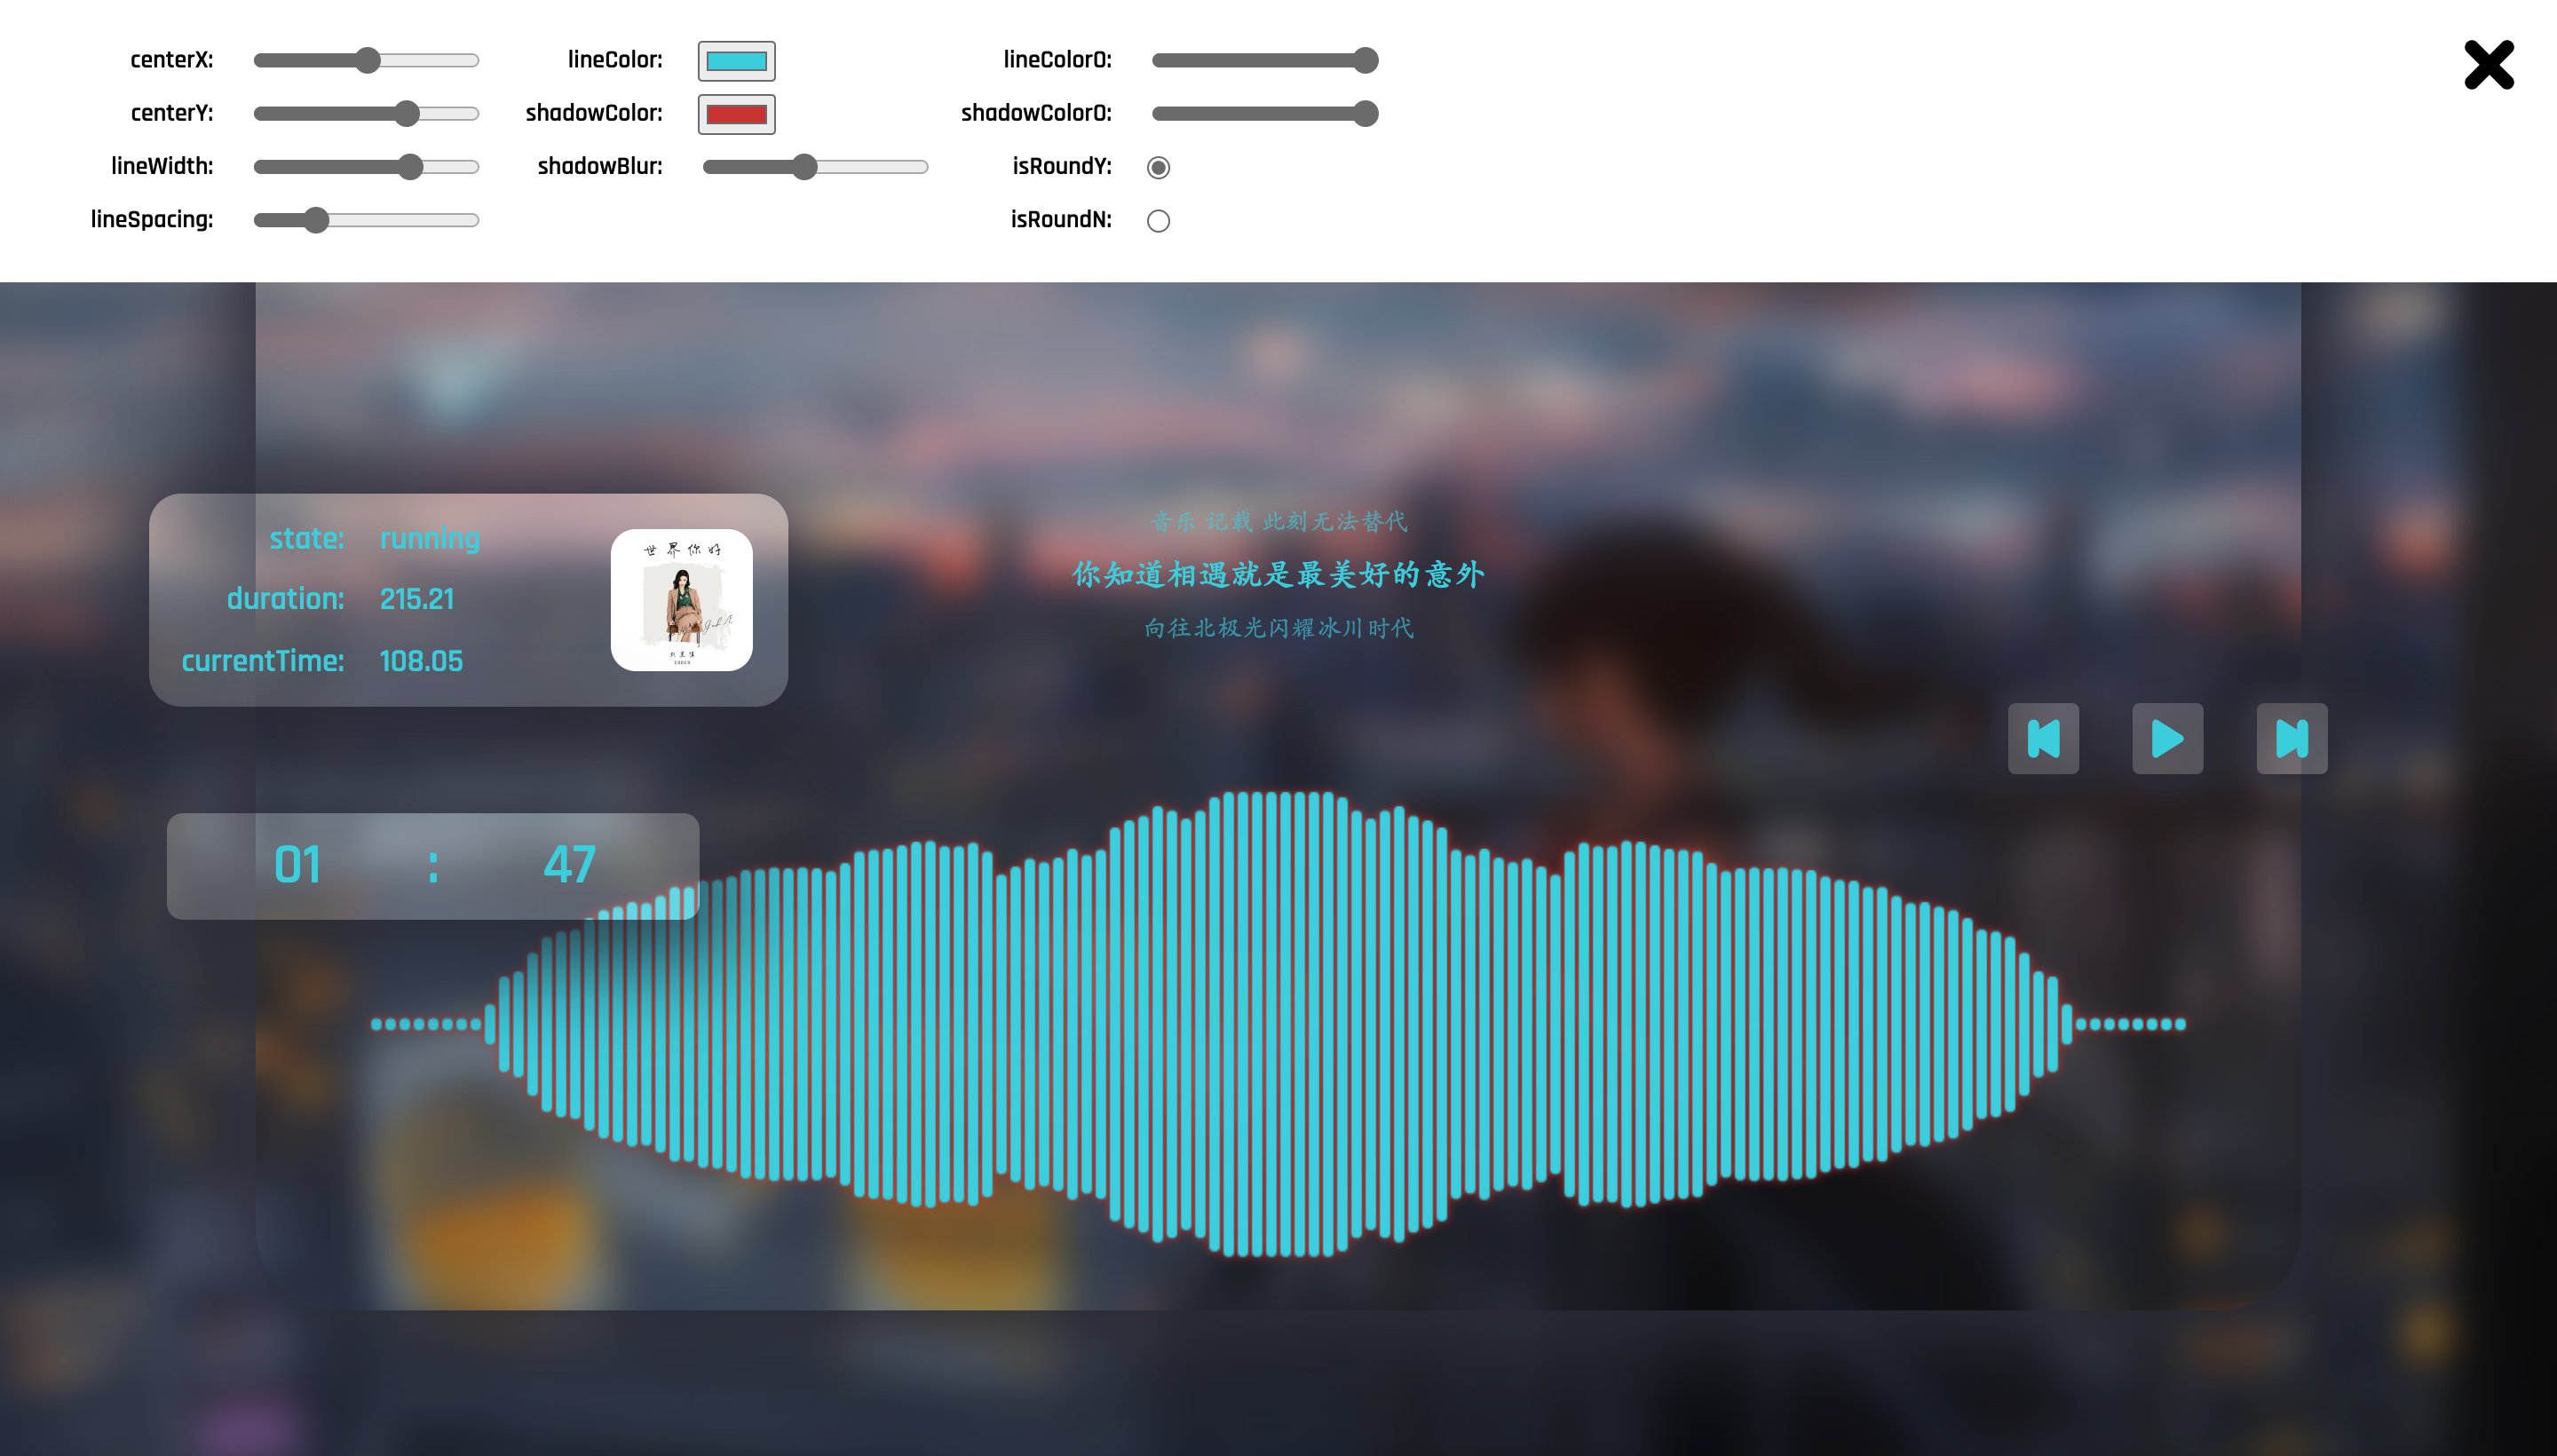 centerX:
lineColor:
lineColorO:
centerY:
shadowColor:
shadowColorO:
lineWidth:
shadowBlur:
isRoundY:
lineSpacing:
isRoundN:
state: running
duration: 215.21
currentTime: 108.05
世界你好
音乐 记载 此刻无法替代
你知道相遇就是最美好的意外
向往北极光闪耀冰川时代
01 : 47